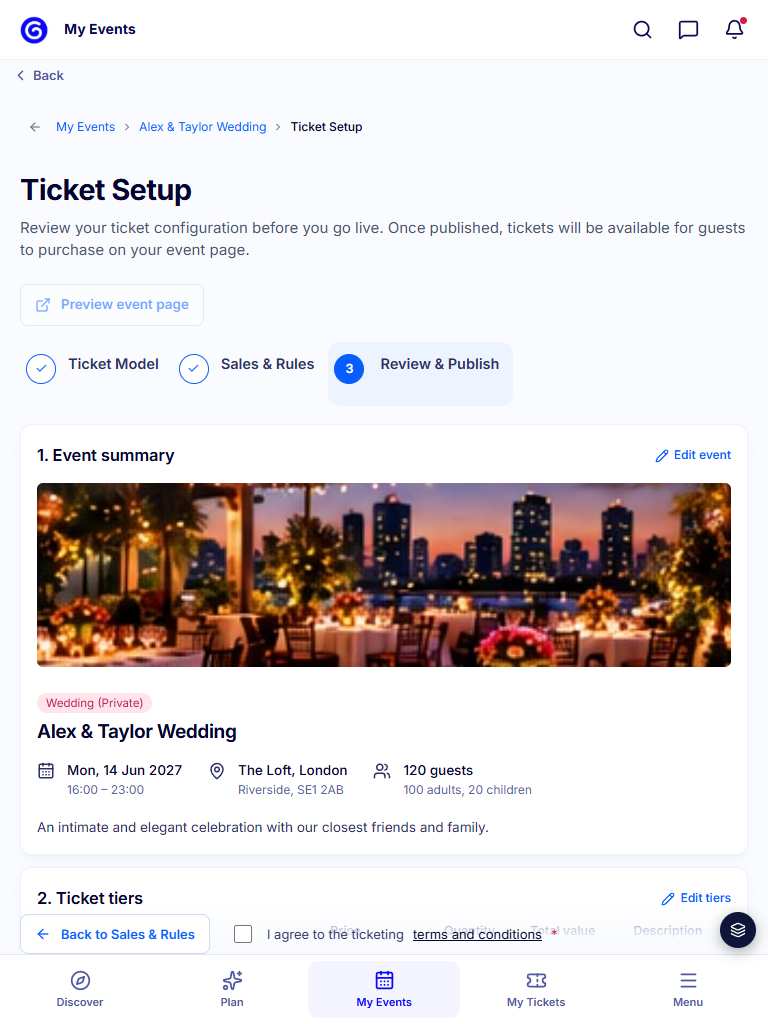 My Events
Back
My Events > Alex & Taylor Wedding > Ticket Setup
Ticket Setup
Review your ticket configuration before you go live. Once published, tickets will be available for guests
to purchase on your event page.
Preview event page
Ticket Model
Sales & Rules
3 Review & Publish
1. Event summary
Edit event
Wedding (Private)
Alex & Taylor Wedding
Mon, 14 Jun 2027
16:00 – 23:00
The Loft, London
Riverside, SE1 2AB
120 guests
100 adults, 20 children
An intimate and elegant celebration with our closest friends and family.
2. Ticket tiers
Edit tiers
Price Quantity Total value Description
Back to Sales & Rules
I agree to the ticketing terms and conditions *
Discover
Plan
My Events
My Tickets
Menu